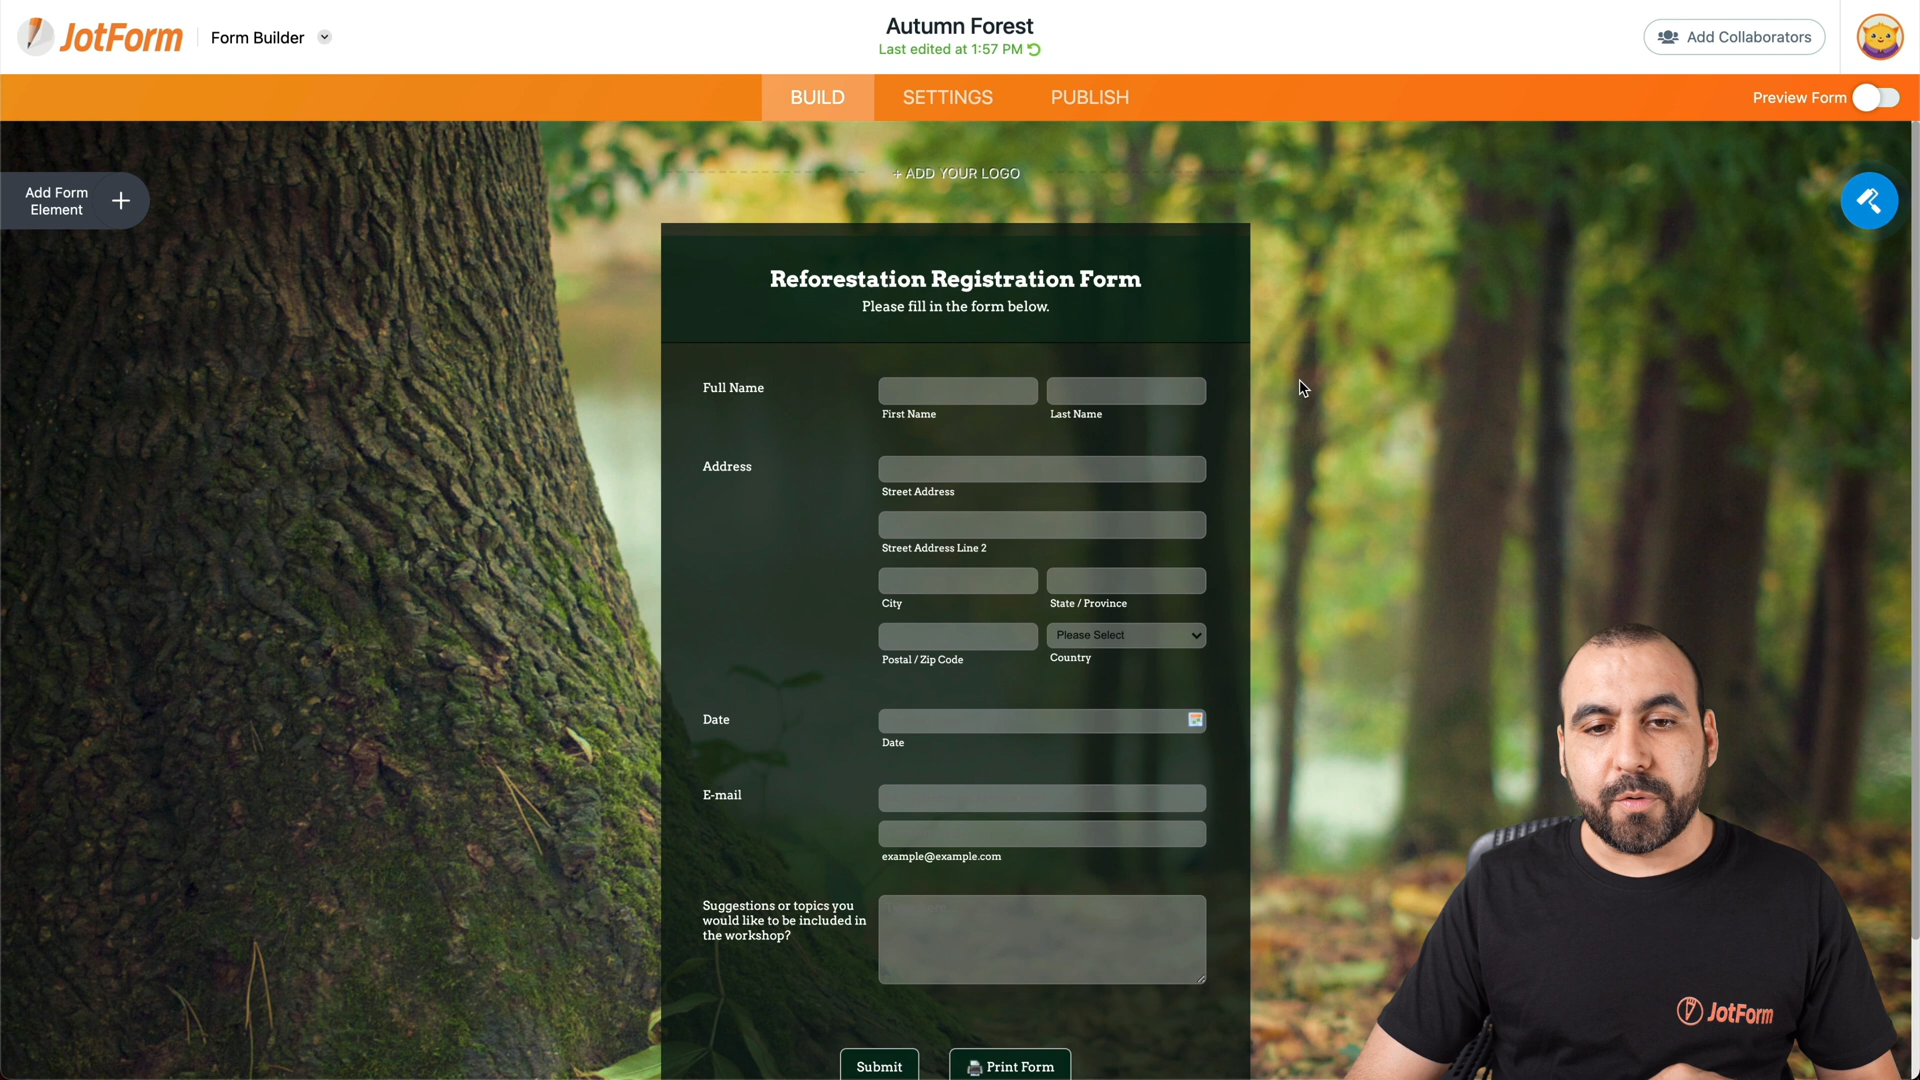 JotForm
Form Builder
Autumn Forest
Last edited at 1:57 PM
Add Collaborators
BUILD
SETTINGS
PUBLISH
Preview Form
Add Form
Element
+ ADD YOUR LOGO
Reforestation Registration Form
Please fill in the form below.
Full Name
First Name
Last Name
Address
Street Address
Street Address Line 2
City
State / Province
Please Select
Postal / Zip Code
Country
Date
Date
E-mail
example@example.com
Suggestions or topics you
would like to be included in
the workshop?
Submit
Print Form
JotForm